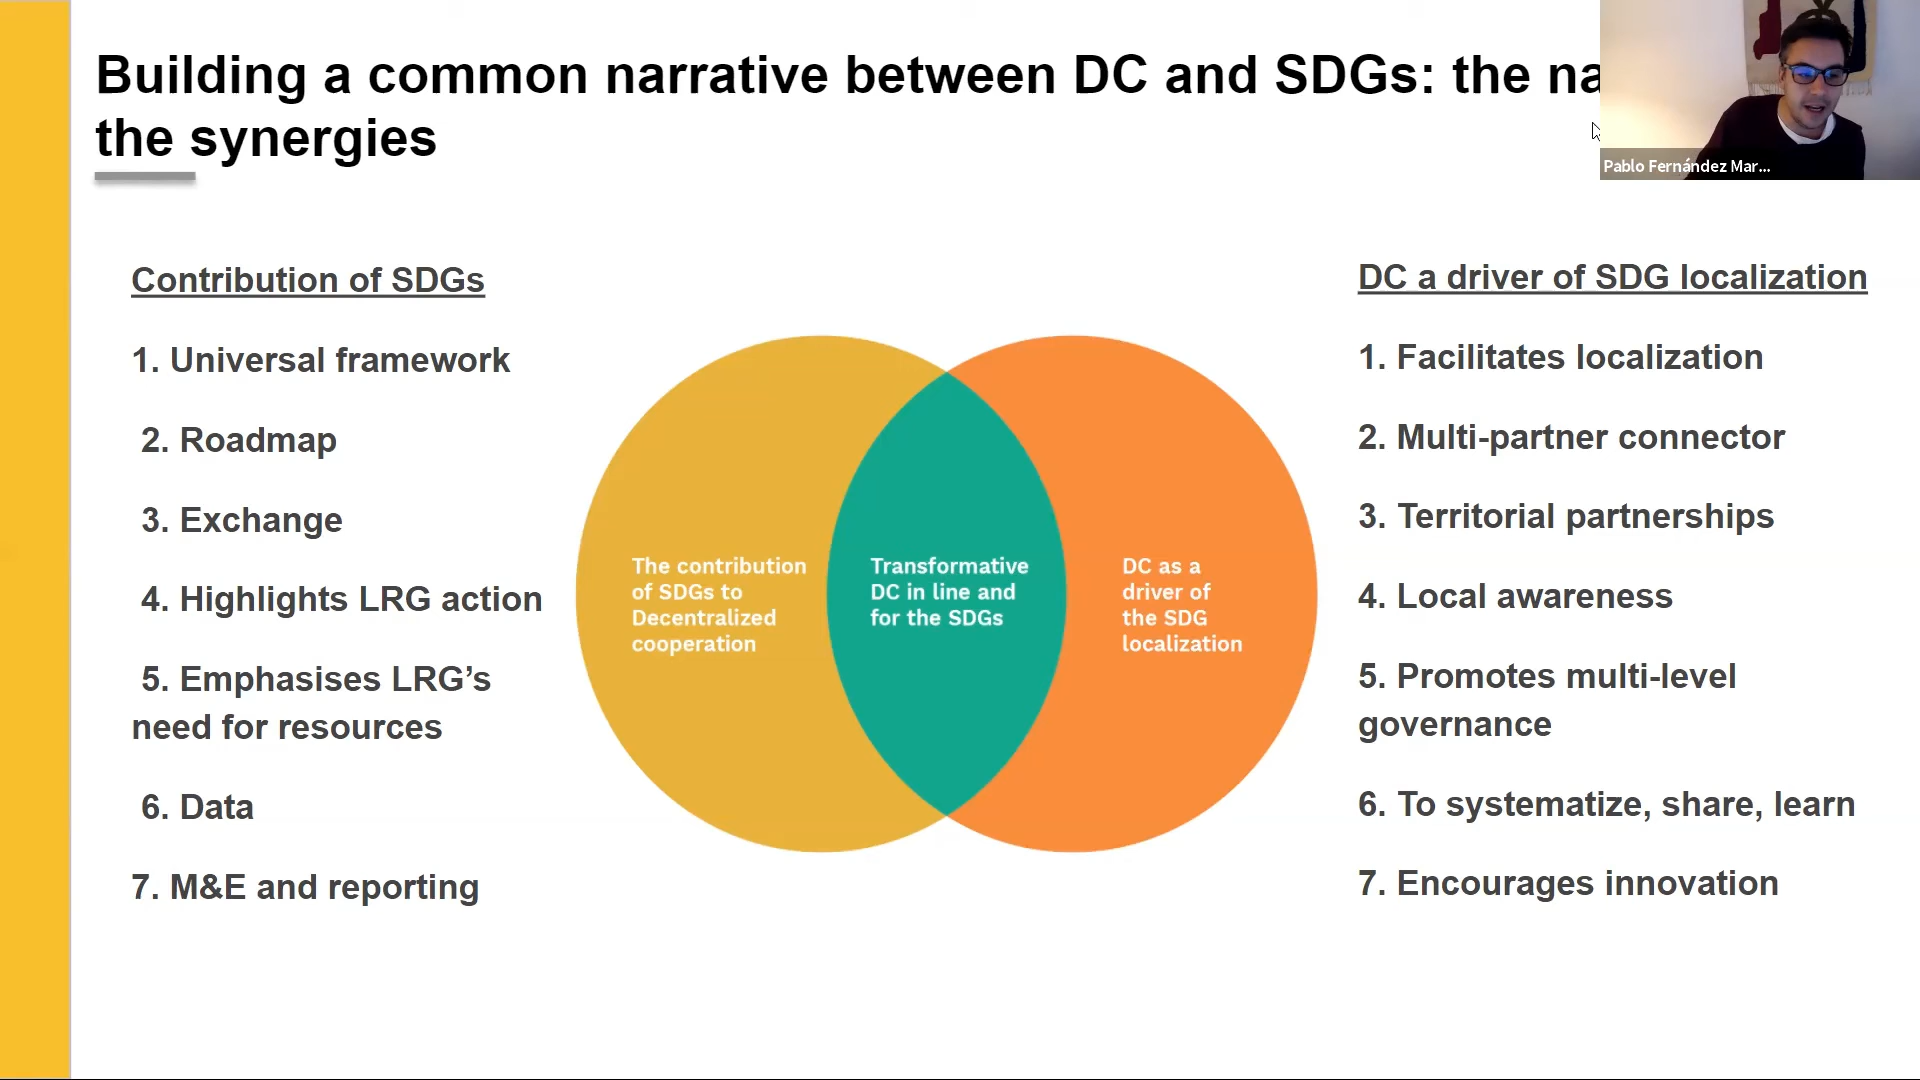 Building a common narrative between DC and SDGs: the
the synergies
Pablo Fernández Mar...
Contribution of SDGs
1. Universal framework
2. Roadmap
3. Exchange
4. Highlights LRG action
5. Emphasises LRG’s
need for resources
6. Data
7. M&E and reporting
The contribution
of SDGs to
Decentralized
cooperation
Transformative
DC in line and
for the SDGs
DC as a
driver of
the SDG
localization
DC a driver of SDG localization
1. Facilitates localization
2. Multi-partner connector
3. Territorial partnerships
4. Local awareness
5. Promotes multi-level
governance
6. To systematize, share, learn
7. Encourages innovation